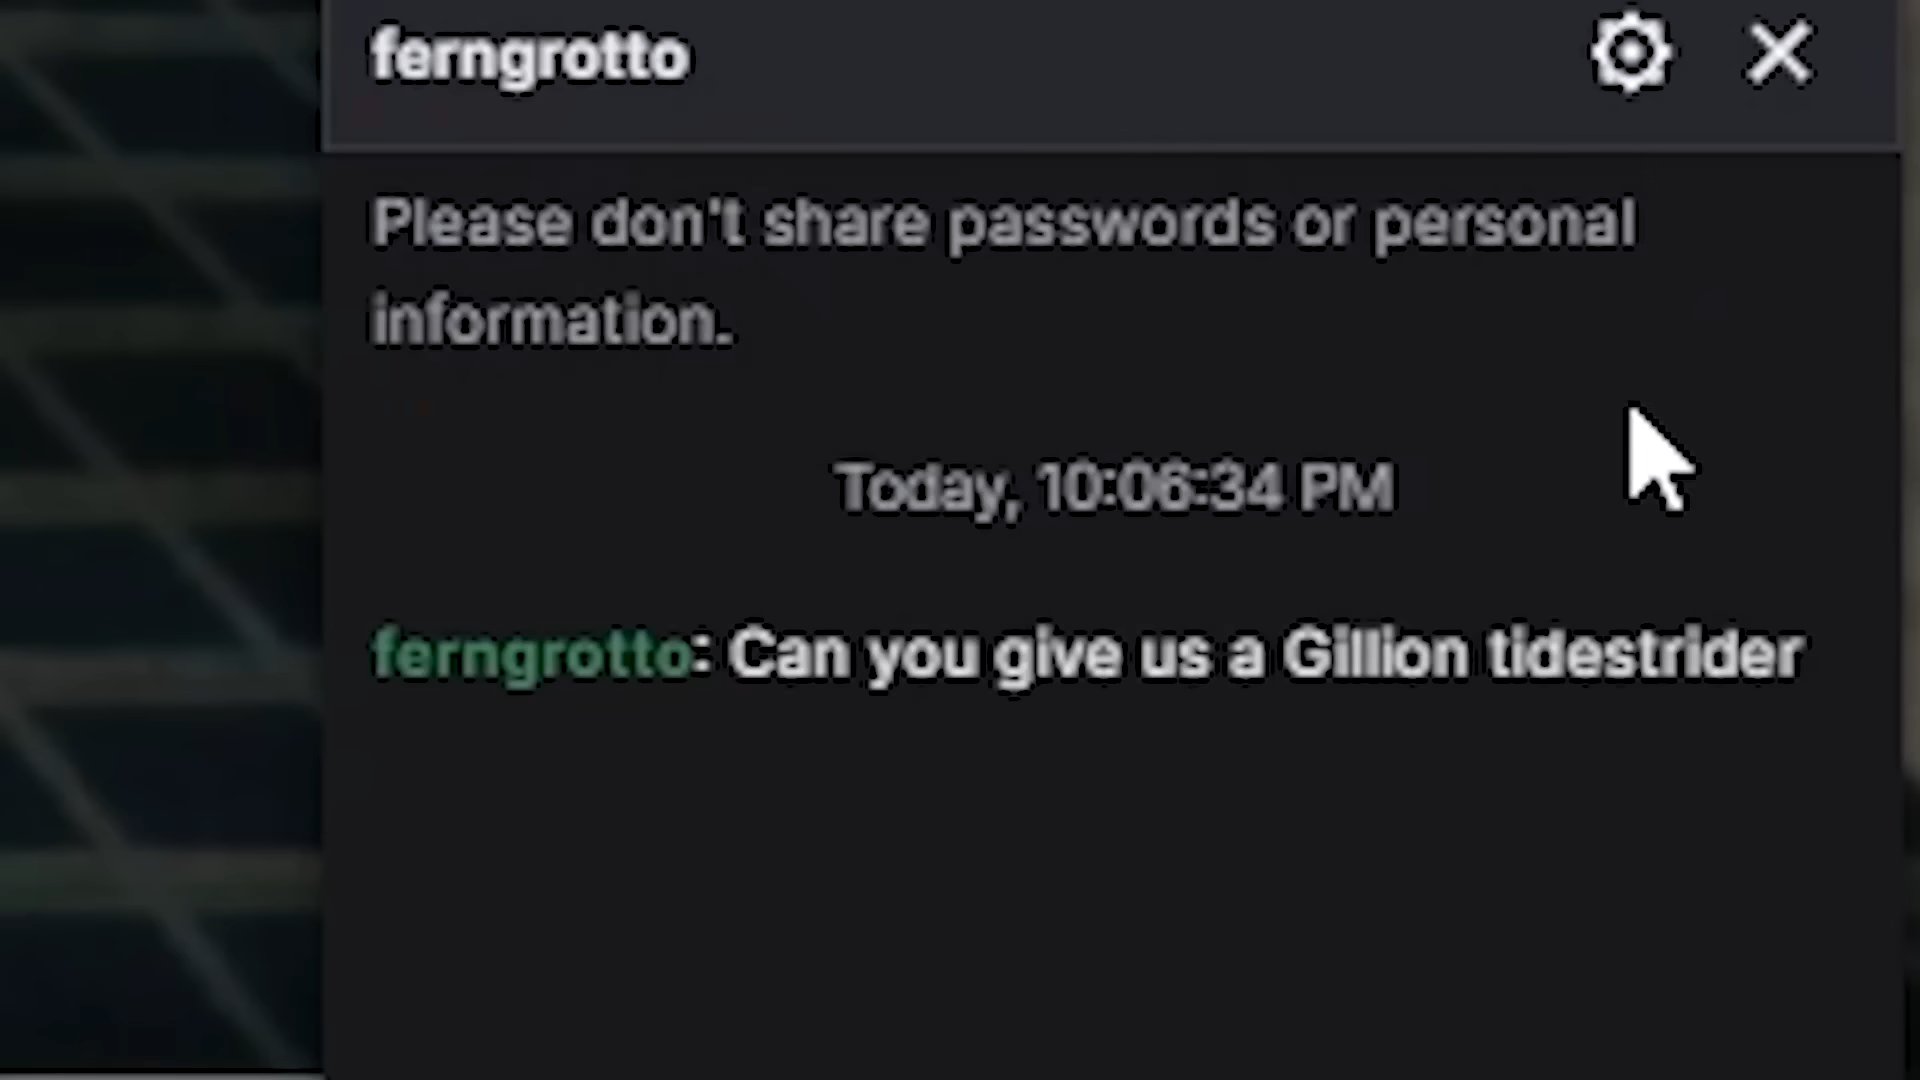 ferngrotto
Please don't share passwords or personal
information.
Today, 10:06:34 PM
ferngrotto: Can you give us a Gillion tidestrider